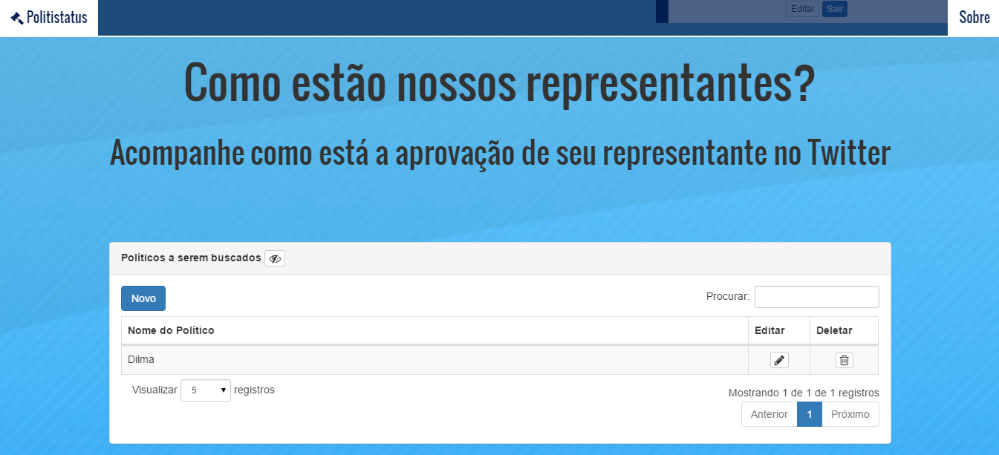 Politistatus
Editar Sair
Sobre
Como estão nossos representantes?
Acompanhe como está a aprovação de seu representante no Twitter
Políticos a serem buscados
Novo
Procurar:
Nome do Político Editar Deletar
Dilma
Visualizar 5 registros
Mostrando 1 de 1 de 1 registros
Anterior 1 Próximo